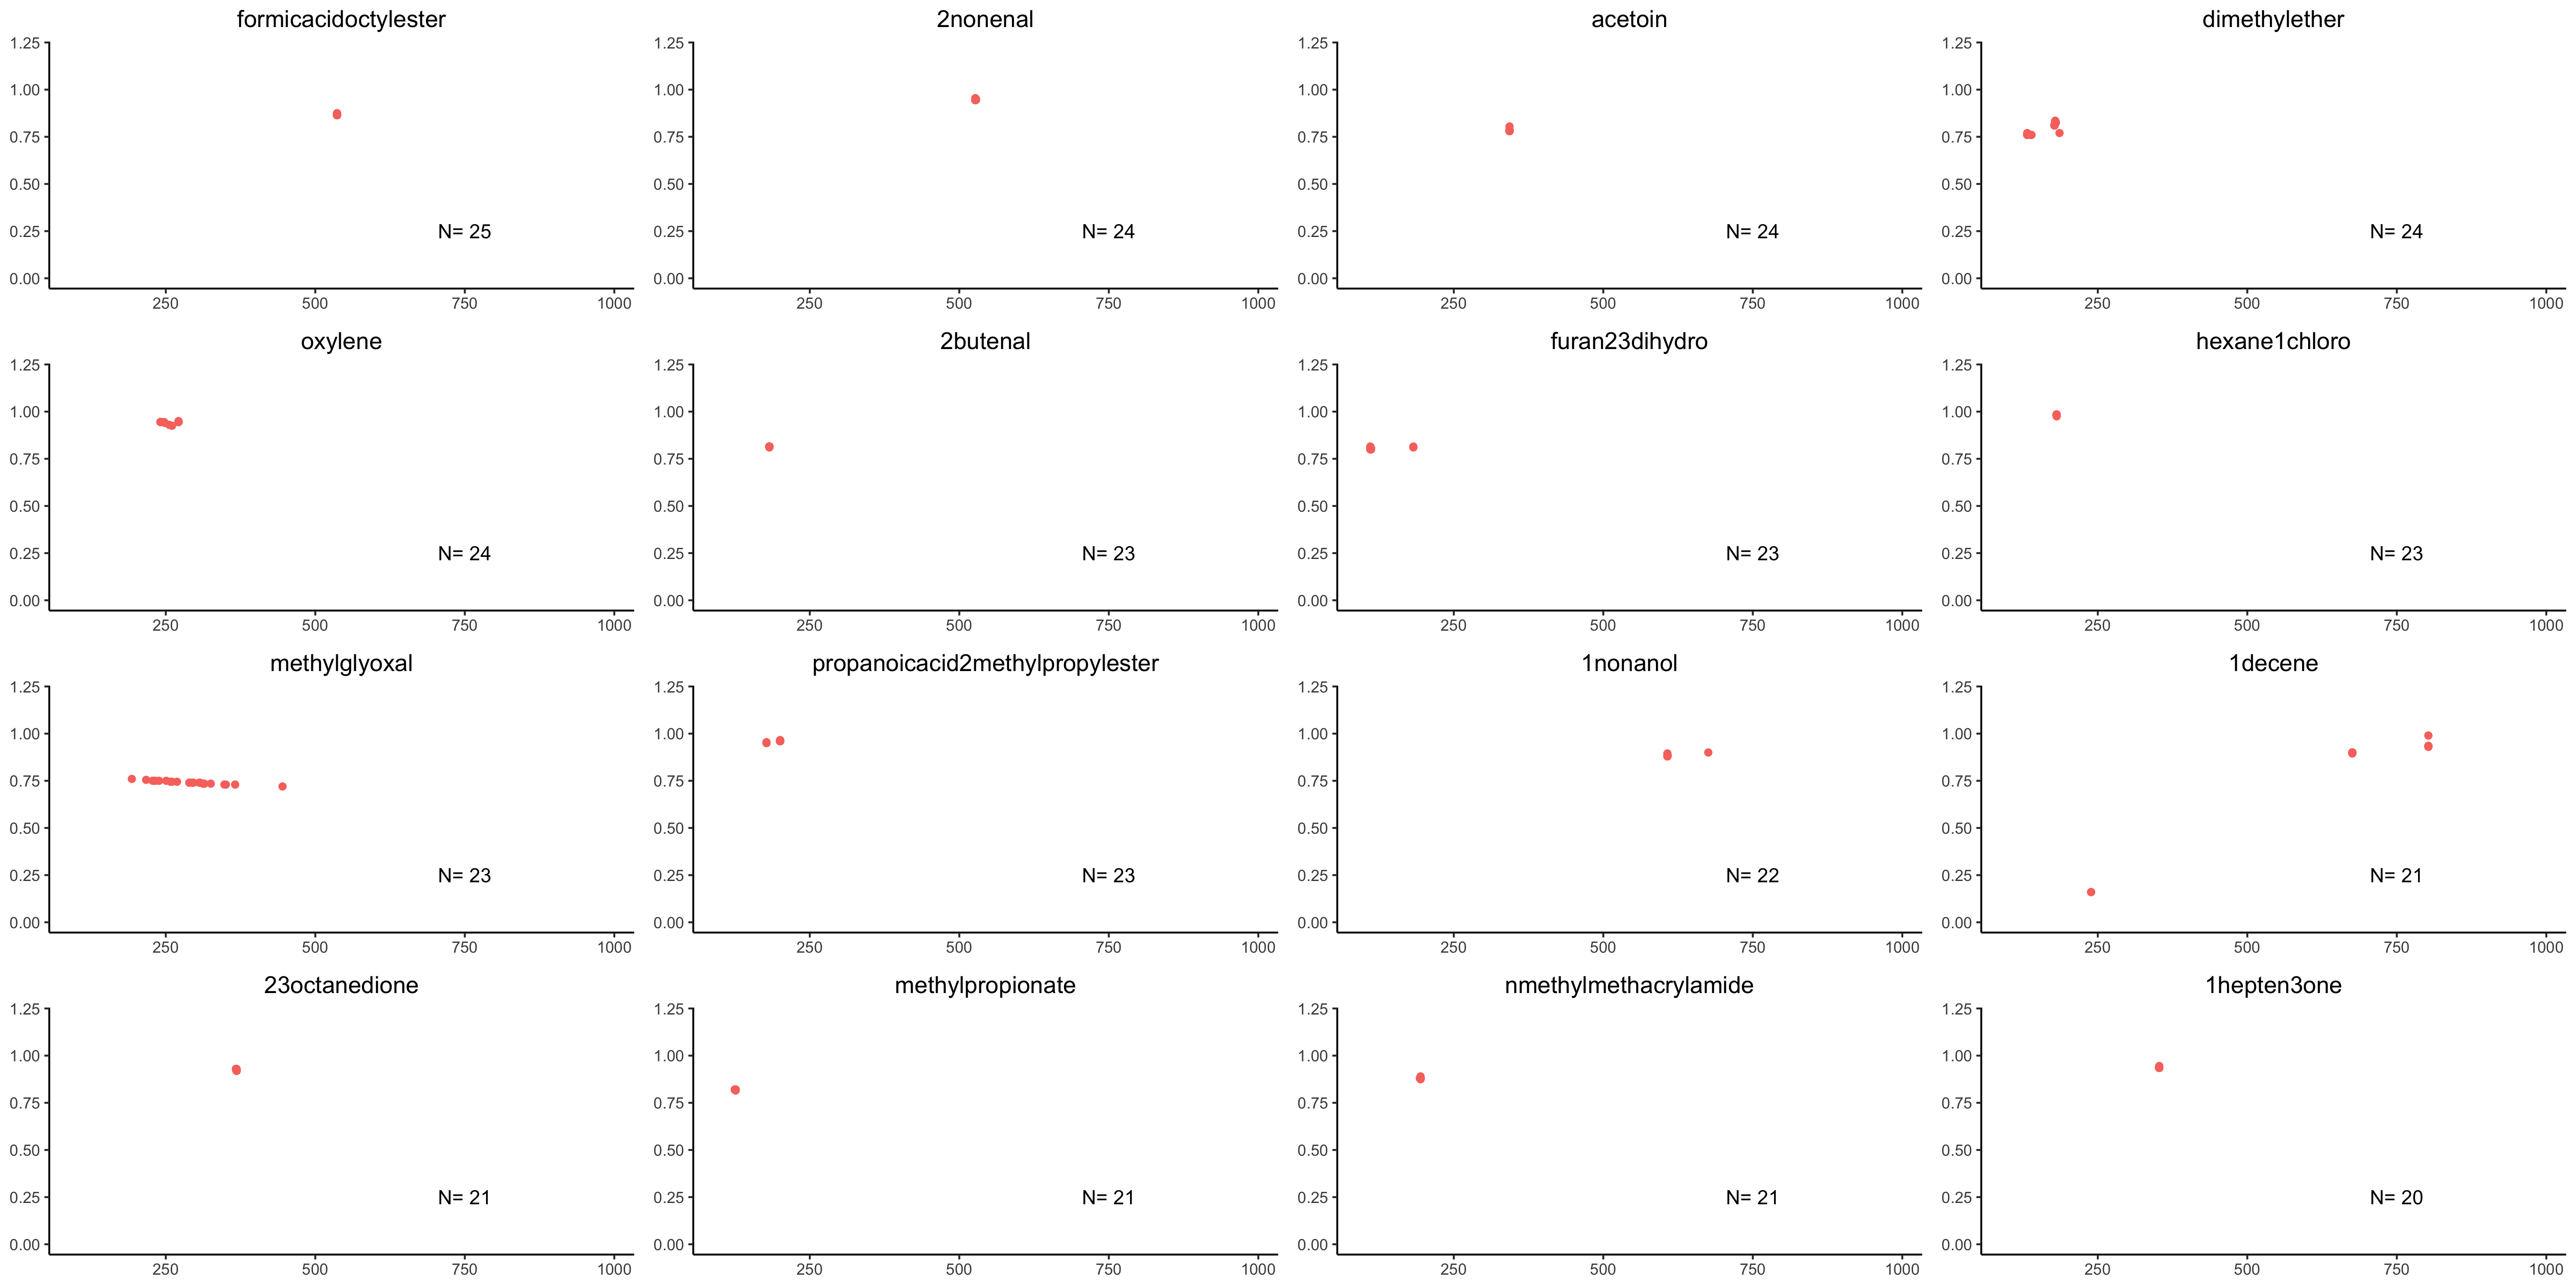 formicacidoctylester
1.25
1.00
0.75
0.50
0.25
0.00
N= 25
250 500 750 1000
2nonenal
1.25
1.00
0.75
0.50
0.25
0.00
N= 24
250 500 750 1000
acetoin
1.25
1.00
0.75
0.50
0.25
0.00
N= 24
250 500 750 1000
dimethylether
1.25
1.00
0.75
0.50
0.25
0.00
N= 24
250 500 750 1000
oxylene
1.25
1.00
0.75
0.50
0.25
0.00
N= 24
250 500 750 1000
2butenal
1.25
1.00
0.75
0.50
0.25
0.00
N= 23
250 500 750 1000
furan23dihydro
1.25
1.00
0.75
0.50
0.25
0.00
N= 23
250 500 750 1000
hexane1chloro
1.25
1.00
0.75
0.50
0.25
0.00
N= 23
250 500 750 1000
methylglyoxal
1.25
1.00
0.75
0.50
0.25
0.00
N= 23
250 500 750 1000
propanoicacid2methylpropylester
1.25
1.00
0.75
0.50
0.25
0.00
N= 23
250 500 750 1000
1nonanol
1.25
1.00
0.75
0.50
0.25
0.00
N= 22
250 500 750 1000
1decene
1.25
1.00
0.75
0.50
0.25
0.00
N= 21
250 500 750 1000
23octanedione
1.25
1.00
0.75
0.50
0.25
0.00
N= 21
250 500 750 1000
methylpropionate
1.25
1.00
0.75
0.50
0.25
0.00
N= 21
250 500 750 1000
nmethylmethacrylamide
1.25
1.00
0.75
0.50
0.25
0.00
N= 21
250 500 750 1000
1hepten3one
1.25
1.00
0.75
0.50
0.25
0.00
N= 20
250 500 750 1000